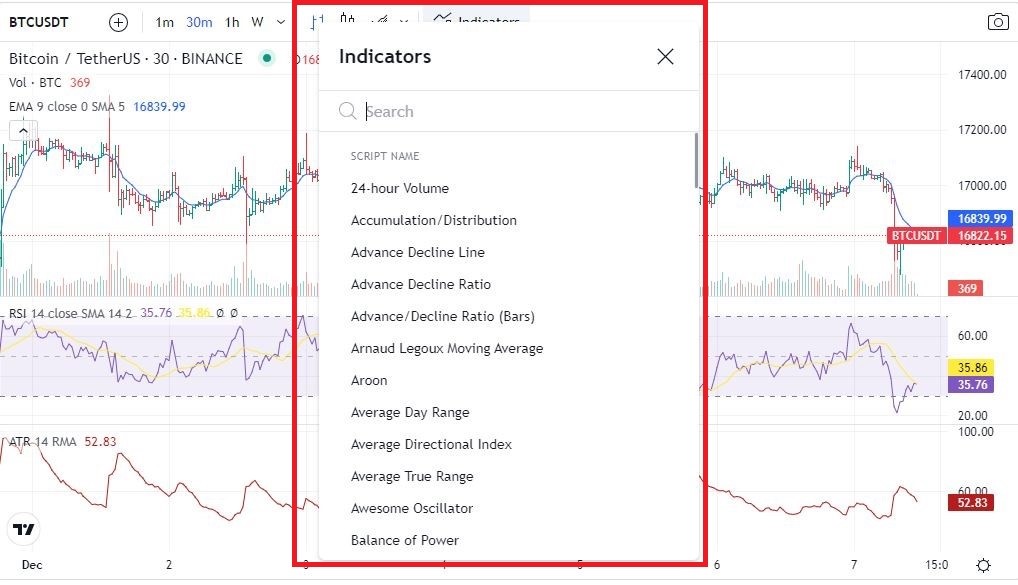 BTCUSDT 1m 30m 1h W Indicators
Bitcoin / TetherUS · 30 · BINANCE
Vol · BTC 369
EMA 9 close 0 SMA 5 16839.99
RSI 14 close SMA 14 2 35.76 35.86 Ø Ø
ATR 14 RMA 52.83
Indicators
Search
SCRIPT NAME
24-hour Volume
Accumulation/Distribution
Advance Decline Line
Advance Decline Ratio
Advance/Decline Ratio (Bars)
Arnaud Legoux Moving Average
Aroon
Average Day Range
Average Directional Index
Average True Range
Awesome Oscillator
Balance of Power
17400.00
17200.00
17000.00
16839.99
BTCUSDT 16822.15
369
60.00
35.86
35.76
20.00
100.00
60.00
52.83
Dec 2 6 7 15:0